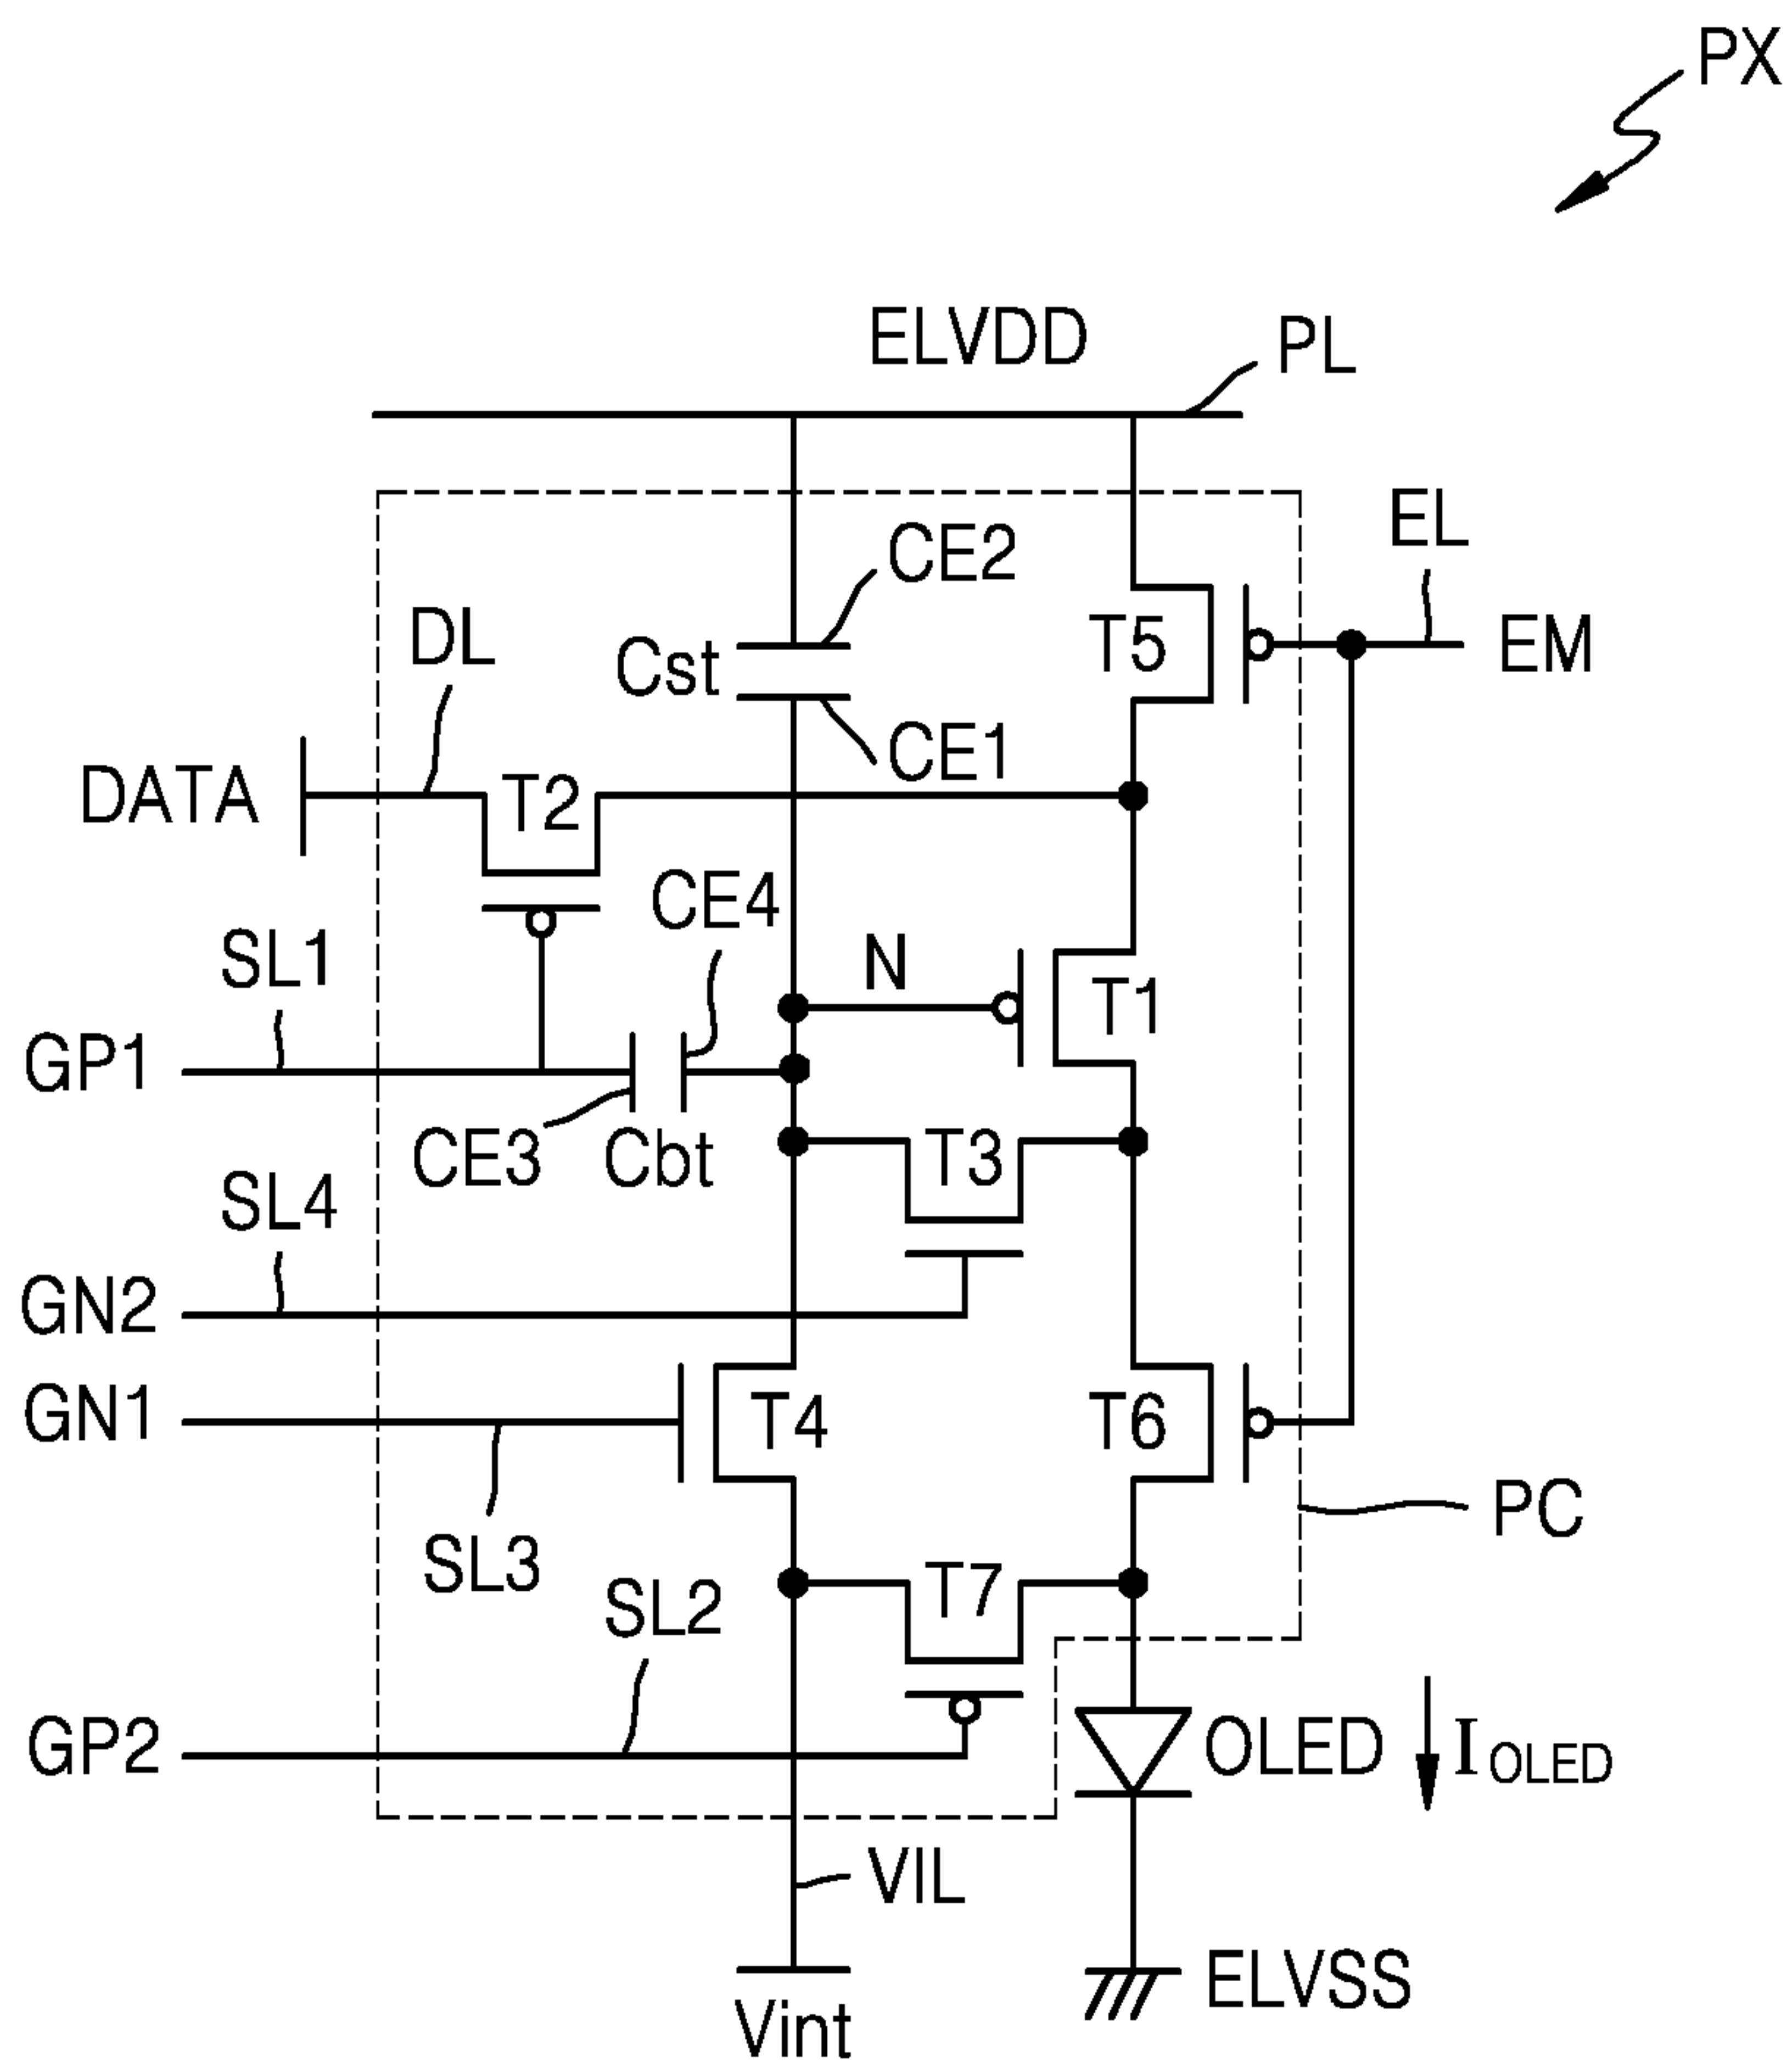 PX
ELVDD
PL
EL
CE2
DL
T5
EM
Cst
CE1
DATA
T2
CE4
SL1
N
T1
GP1
CE3
Cbt
T3
SL4
GN2
GN1
T4
T6
PC
SL3
T7
SL2
GP2
OLED
IOLED
VIL
ELVSS
Vint